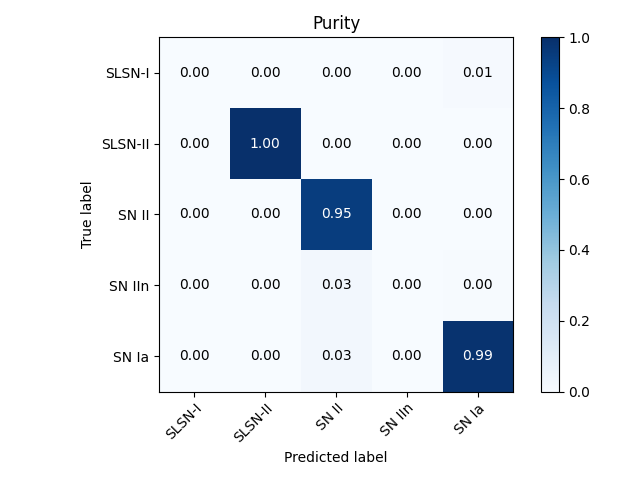 Purity
1.0
SLSN-I 0.00 0.00 0.00 0.00 0.01
0.8
SLSN-II 0.00 1.00 0.00 0.00 0.00
0.6
True label
SN II 0.00 0.00 0.95 0.00 0.00
0.4
SN IIn 0.00 0.00 0.03 0.00 0.00
0.2
SN Ia 0.00 0.00 0.03 0.00 0.99
0.0
SLSN-I SLSN-II SN II SN IIn SN Ia
Predicted label